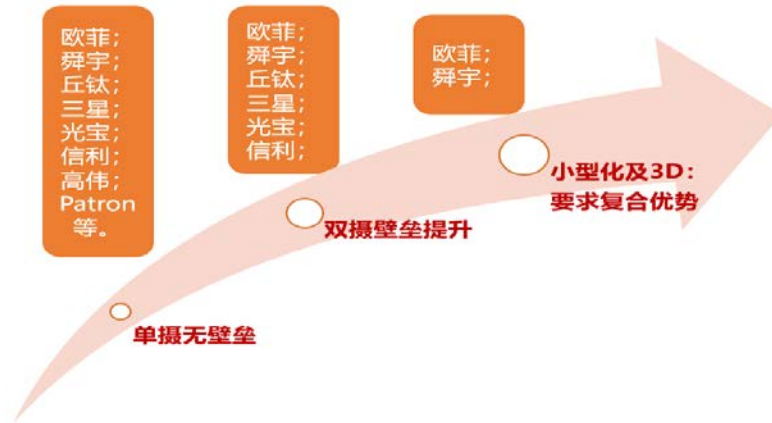 欧菲；
舜宇；
丘钛；
三星；
光宝；
信利；
高伟；
Patron
等。
欧菲；
舜宇；
丘钛；
三星；
光宝；
信利；
欧菲；
舜宇；
小型化及3D：
要求复合优势
双摄壁垒提升
单摄无壁垒